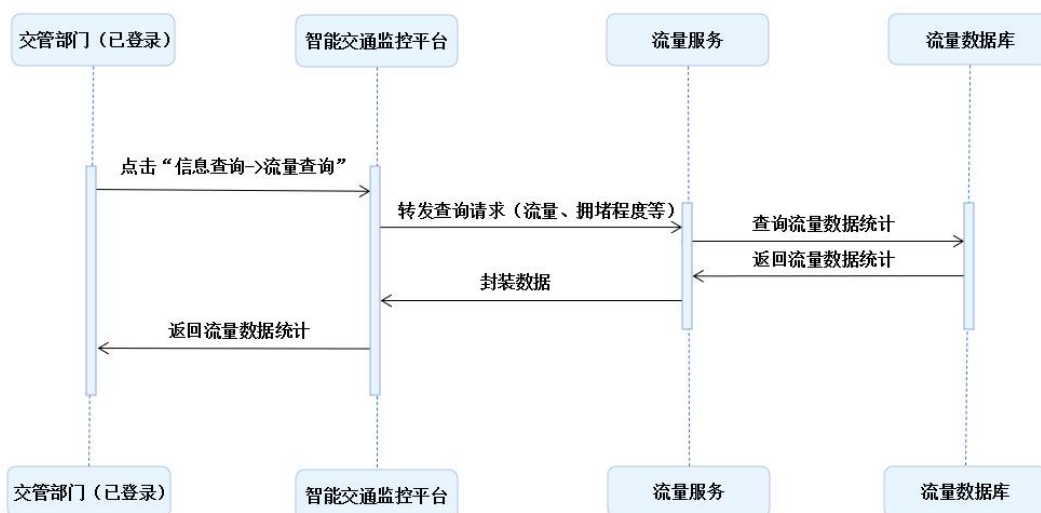 交管部门（已登录）
智能交通监控平台
流量服务
流量数据库
点击“信息查询->流量查询”
转发查询请求（流量、拥堵程度等）
查询流量数据统计
返回流量数据统计
封装数据
返回流量数据统计
交管部门（已登录）
智能交通监控平台
流量服务
流量数据库